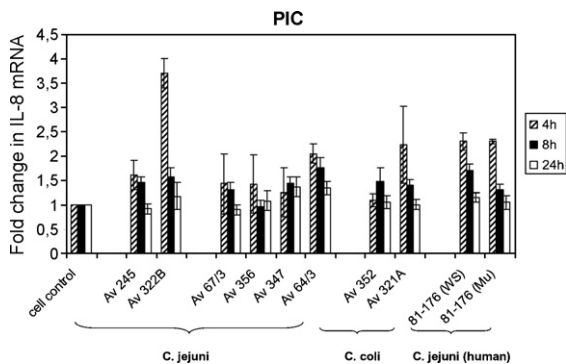 PIC
Fold change in IL-8 mRNA
4,5
4
3,5
3
2,5
2
1,5
1
0,5
0
4h
8h
24h
cell control
Av 245
Av 322B
Av 67/3
Av 356
Av 347
Av 64/3
Av 352
Av 321A
81-176 (WS)
81-176 (Mu)
C. jejuni
C. coli
C. jejuni (human)